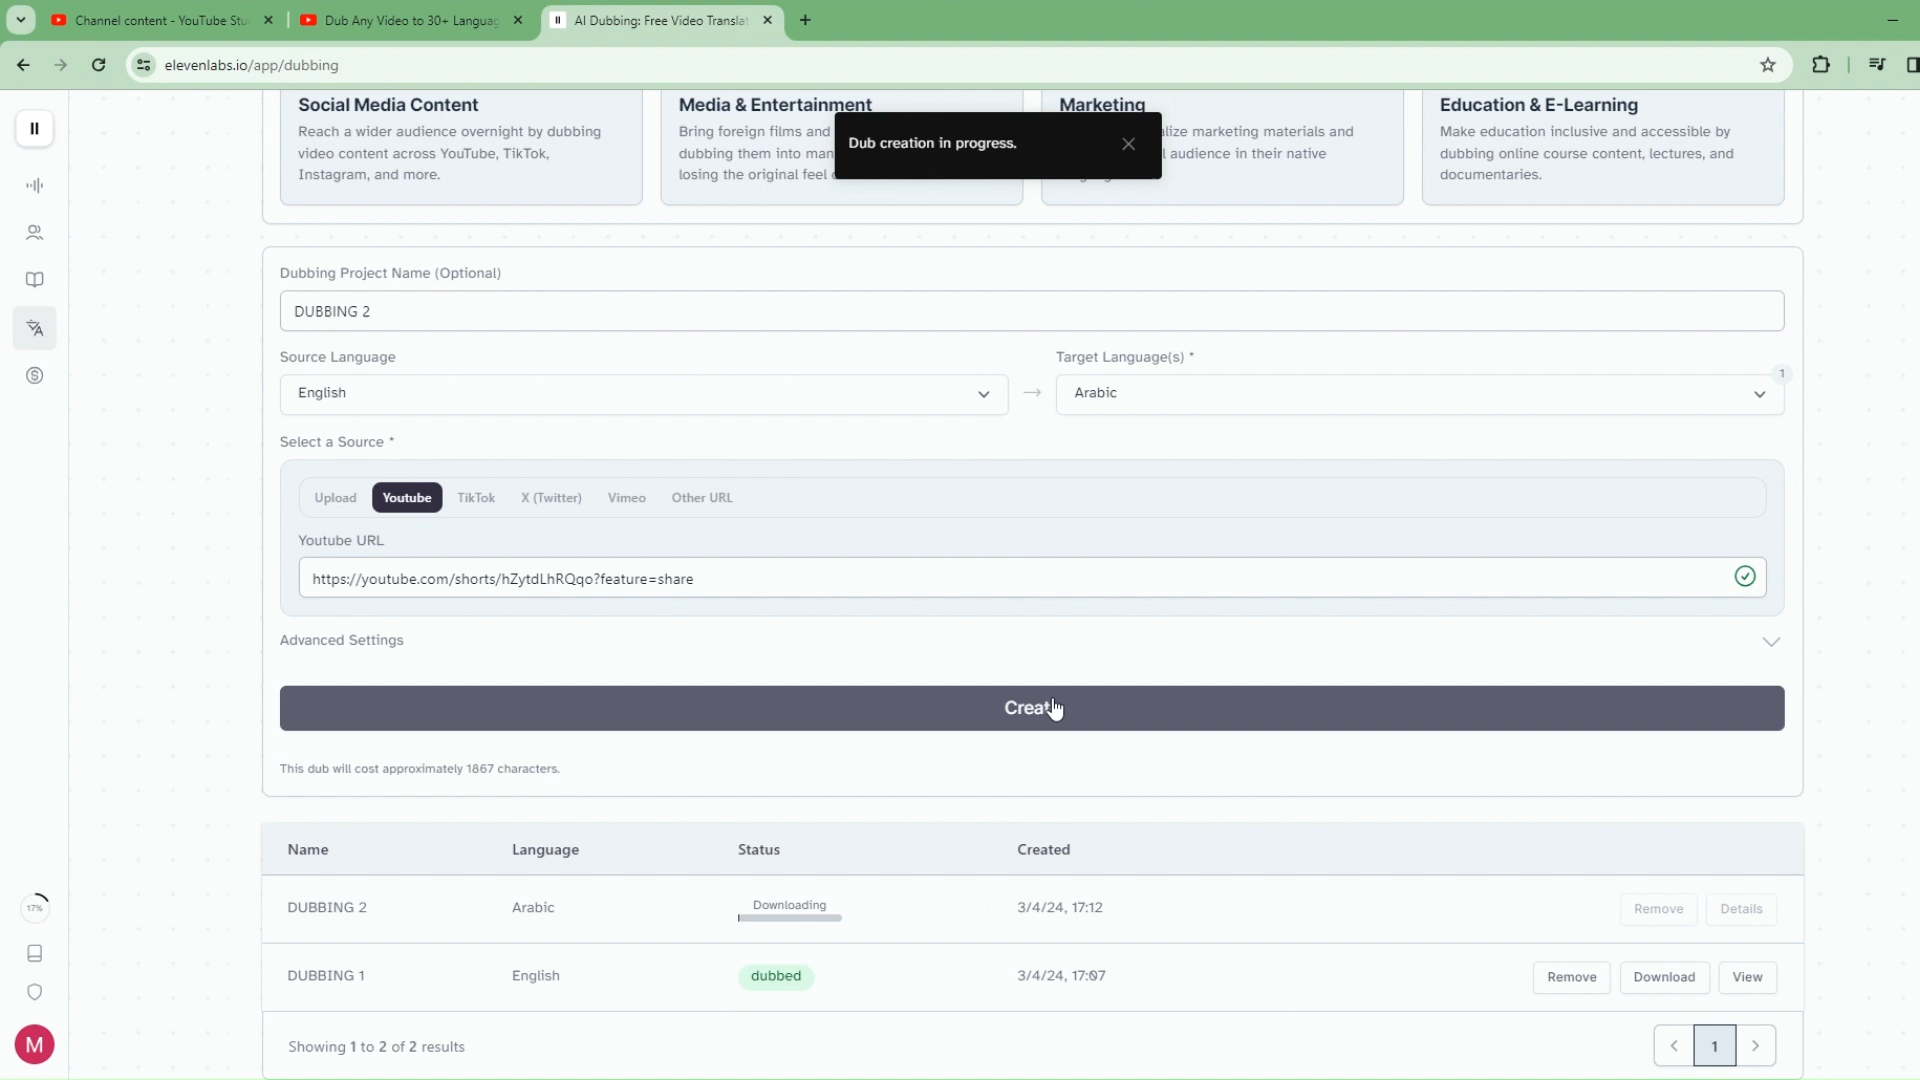 Channel content - YouTube Stu
Dub Any Video to 30+ Languag
AI Dubbing: Free Video Translat
elevenlabs.io/app/dubbing
Social Media Content
Reach a wider audience overnight by dubbing
video content across YouTube, TikTok,
Instagram, and more.
Media & Entertainment
Bring foreign films and
dubbing them into man
losing the original feel
Marketing
lize marketing materials and
l audience in their native
Education & E-Learning
Make education inclusive and accessible by
dubbing online course content, lectures, and
documentaries.
Dub creation in progress.
Dubbing Project Name (Optional)
DUBBING 2
Source Language
Target Language(s) *
1
English
Arabic
Select a Source *
Upload Youtube TikTok X (Twitter) Vimeo Other URL
Youtube URL
https://youtube.com/shorts/hZytdLhRQqo?feature=share
Advanced Settings
Creat
This dub will cost approximately 1867 characters.
Name Language Status Created
DUBBING 2 Arabic Downloading 3/4/24, 17:12 Remove Details
DUBBING 1 English dubbed 3/4/24, 17:07 Remove Download View
Showing 1 to 2 of 2 results
1
17%
M